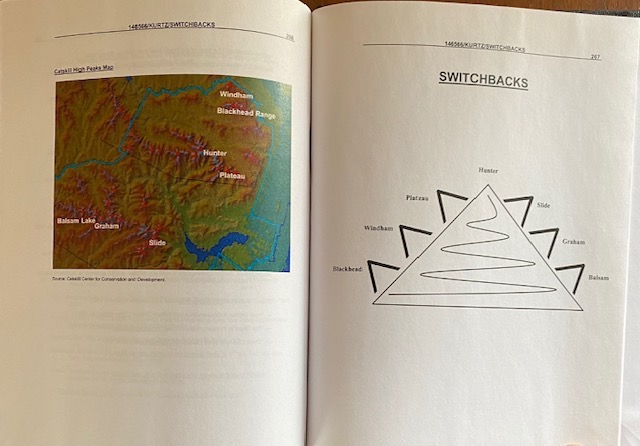 146566/KURTZ/SWITCHBACKS
Catskill High Peaks Map
Windham
Blackhead Range
Hunter
Plateau
Balsam Lake
Graham
Slide
Source: Catskill Center for Conservation and Development.
146566/KURTZ/SWITCHBACKS
267
SWITCHBACKS
Hunter
Plateau
Slide
Windham
Graham
Blackhead
Balsam